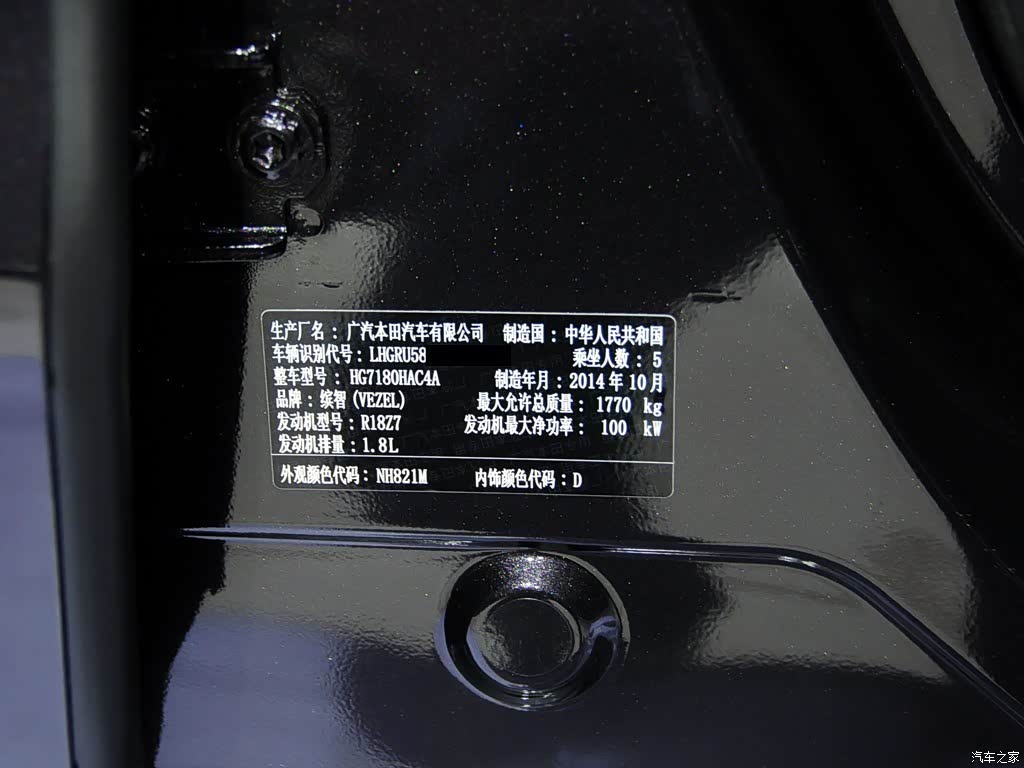 生产厂名：广汽本田汽车有限公司 制造国：中华人民共和国
车辆识别代号：LHGRU58 乘坐人数：5
整车型号：HG7180HAC4A 制造年月：2014年10月
品牌：缤智(VEZEL) 最大允许总质量：1770 kg
发动机型号：R18Z7 发动机最大净功率：100 kW
发动机排量：1.8L
外观颜色代码：NH821M 内饰颜色代码：D
汽车之家